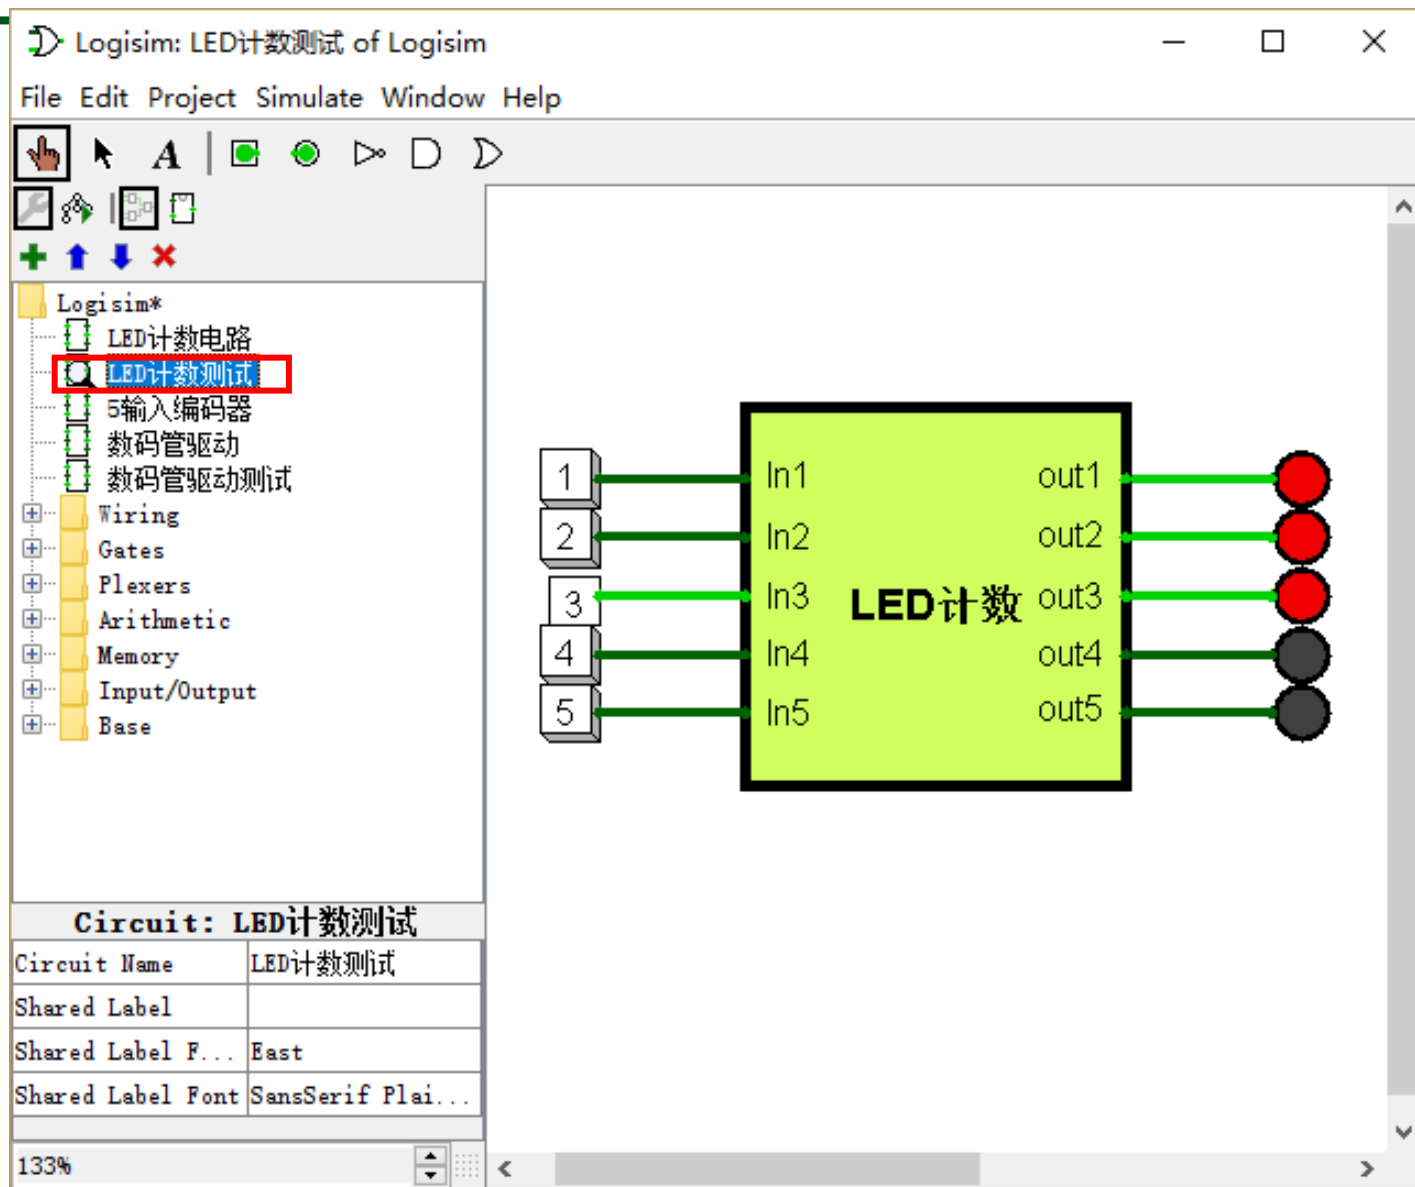 Logisim: LED计数测试 of Logisim
File Edit Project Simulate Window Help
A
Logisim*
LED计数电路
LED计数测试
5输入编码器
数码管驱动
数码管驱动测试
Wiring
Gates
Plexers
Arithmetic
Memory
Input/Output
Base
Circuit: LED计数测试
Circuit Name LED计数测试
Shared Label
Shared Label F... East
Shared Label Font SansSerif Plai...
133%
1 In1 out1
2 In2 out2
3 In3 LED计数 out3
4 In4 out4
5 In5 out5